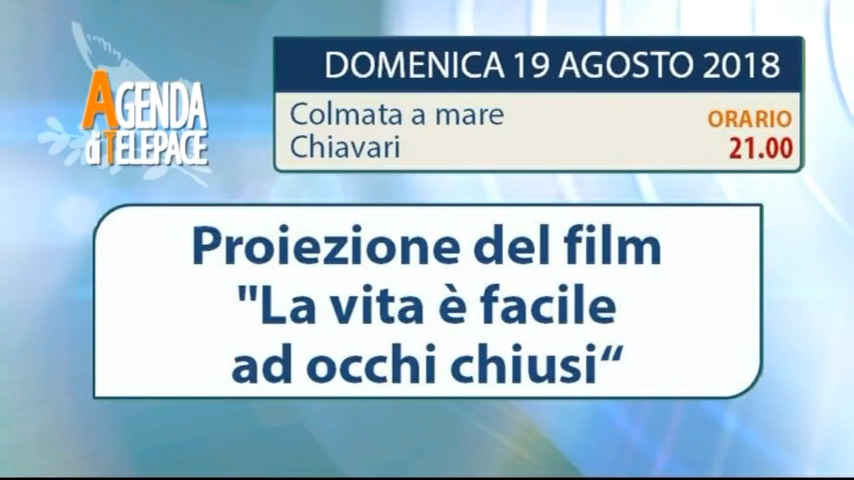 AGENDA
di TELEPACE
DOMENICA 19 AGOSTO 2018
Colmata a mare
ORARIO
Chiavari
21.00
Proiezione del film
"La vita è facile
ad occhi chiusi“